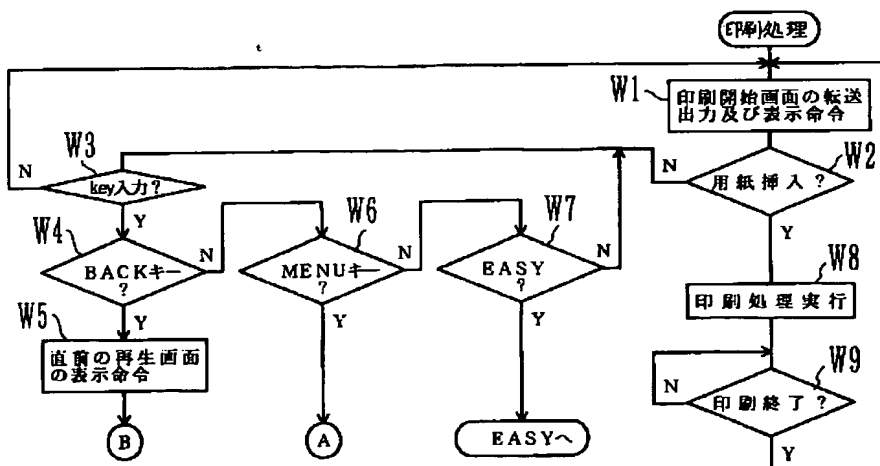 印刷処理
W1
印刷開始画面の転送
出力及び表示命令
W3
N
key入力？
Y
N
W2
用紙挿入？
Y
W4
BACKキー
？
N
Y
W6
MENUキー
？
N
Y
W7
EASY
？
N
Y
W8
印刷処理実行
W5
直前の再生画面
の表示命令
W9
N
印刷終了？
Y
B
A
EASYへ